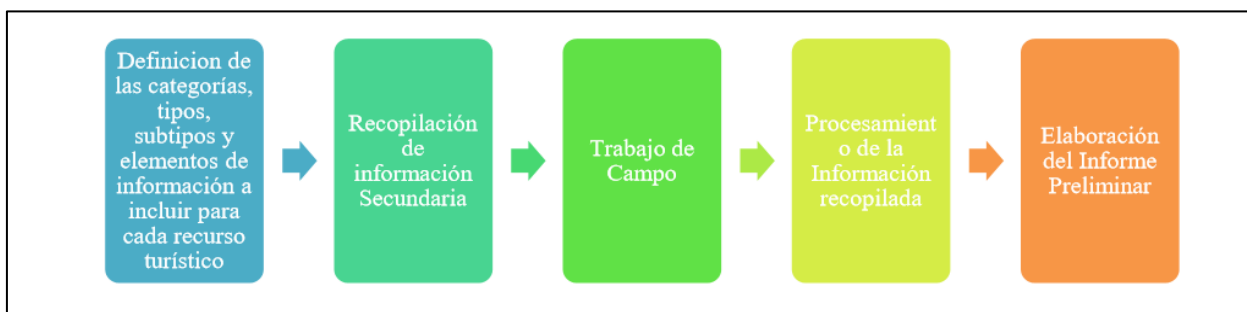 Definicion de
las categorías,
tipos,
subtipos y
elementos de
información a
incluir para
cada recurso
turístico
Recopilación
de
información
Secundaria
Trabajo de
Campo
Procesamient
o de la
Información
recopilada
Elaboración
del Informe
Preliminar